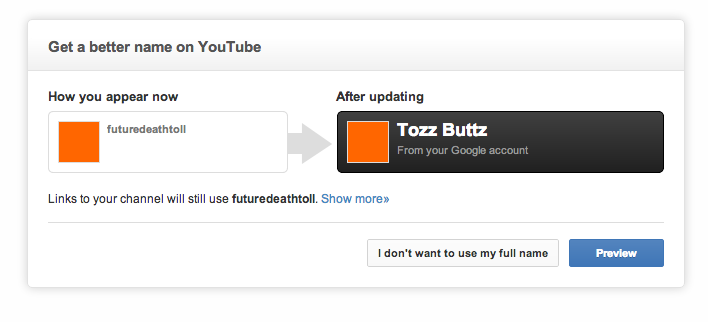 Get a better name on YouTube
How you appear now
After updating
futuredeathtoll
Tozz Buttz
From your Google account
Links to your channel will still use futuredeathtoll. Show more»
I don't want to use my full name
Preview